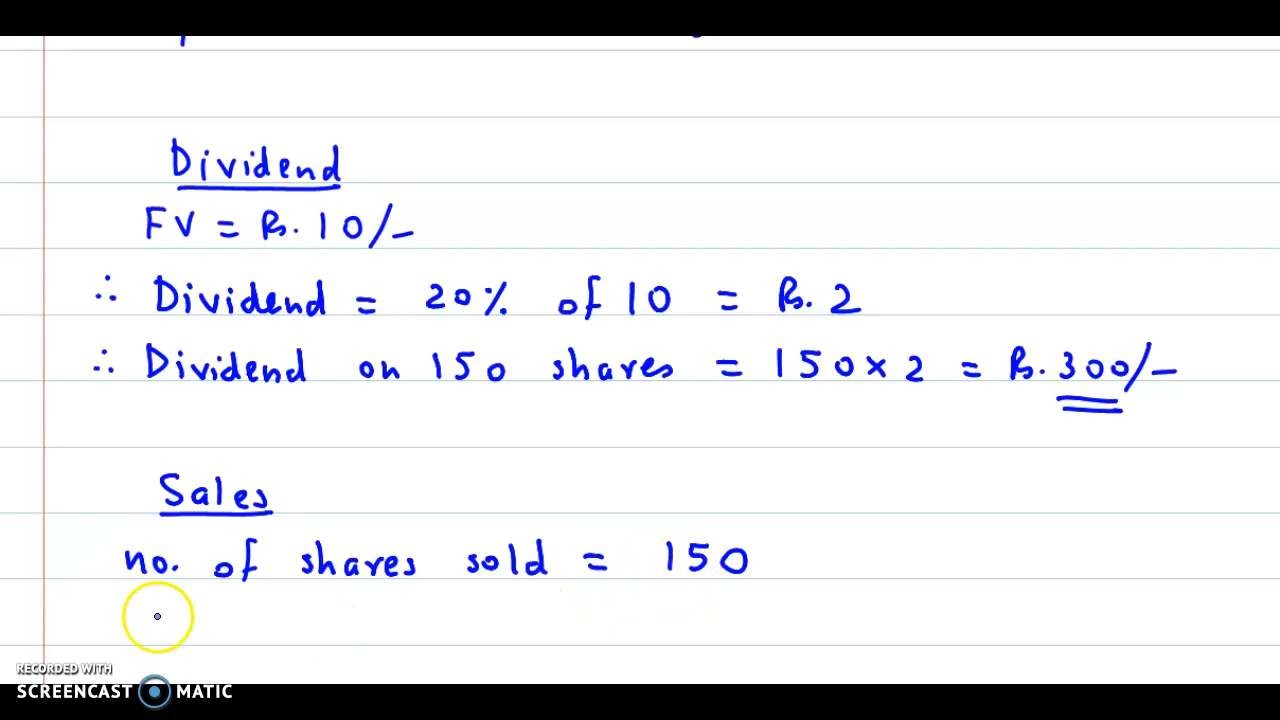 Dividend
FV = Rs. 10/-
∴ Dividend = 20% of 10 = Rs. 2
∴ Dividend on 150 shares = 150 × 2 = Rs. 300/-
Sales
no. of shares sold = 150
RECORDED WITH
SCREENCAST MATIC